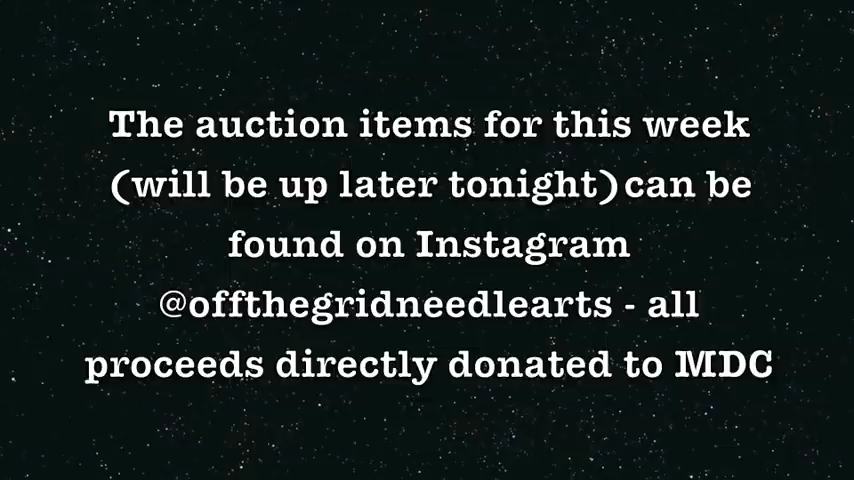 The auction items for this week
(will be up later tonight)can be
found on Instagram
@offthegridneedlearts - all
proceeds directly donated to MDC